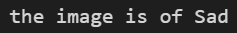 the image is of Sad